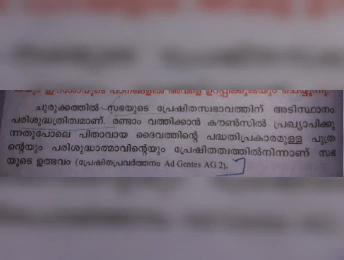 ചുരുക്കത്തിൽ സഭയുടെ പ്രേഷിതസ്വഭാവത്തിന് അടിസ്ഥാനം
പരിശുദ്ധത്രിത്വമാണ്. രണ്ടാം വത്തിക്കാൻ കൗൺസിൽ പ്രഖ്യാപിക്കു
ന്നതുപോലെ പിതാവായ ദൈവത്തിന്റെ പദ്ധതിപ്രകാരമുള്ള പുത്ര
ന്റെയും പരിശുദ്ധാത്മാവിന്റെയും പ്രേഷിതത്വത്തിൽനിന്നാണ് സഭ
യുടെ ഉത്ഭവം (പ്രേഷിതപ്രവർത്തനം Ad Gentes AG 2).